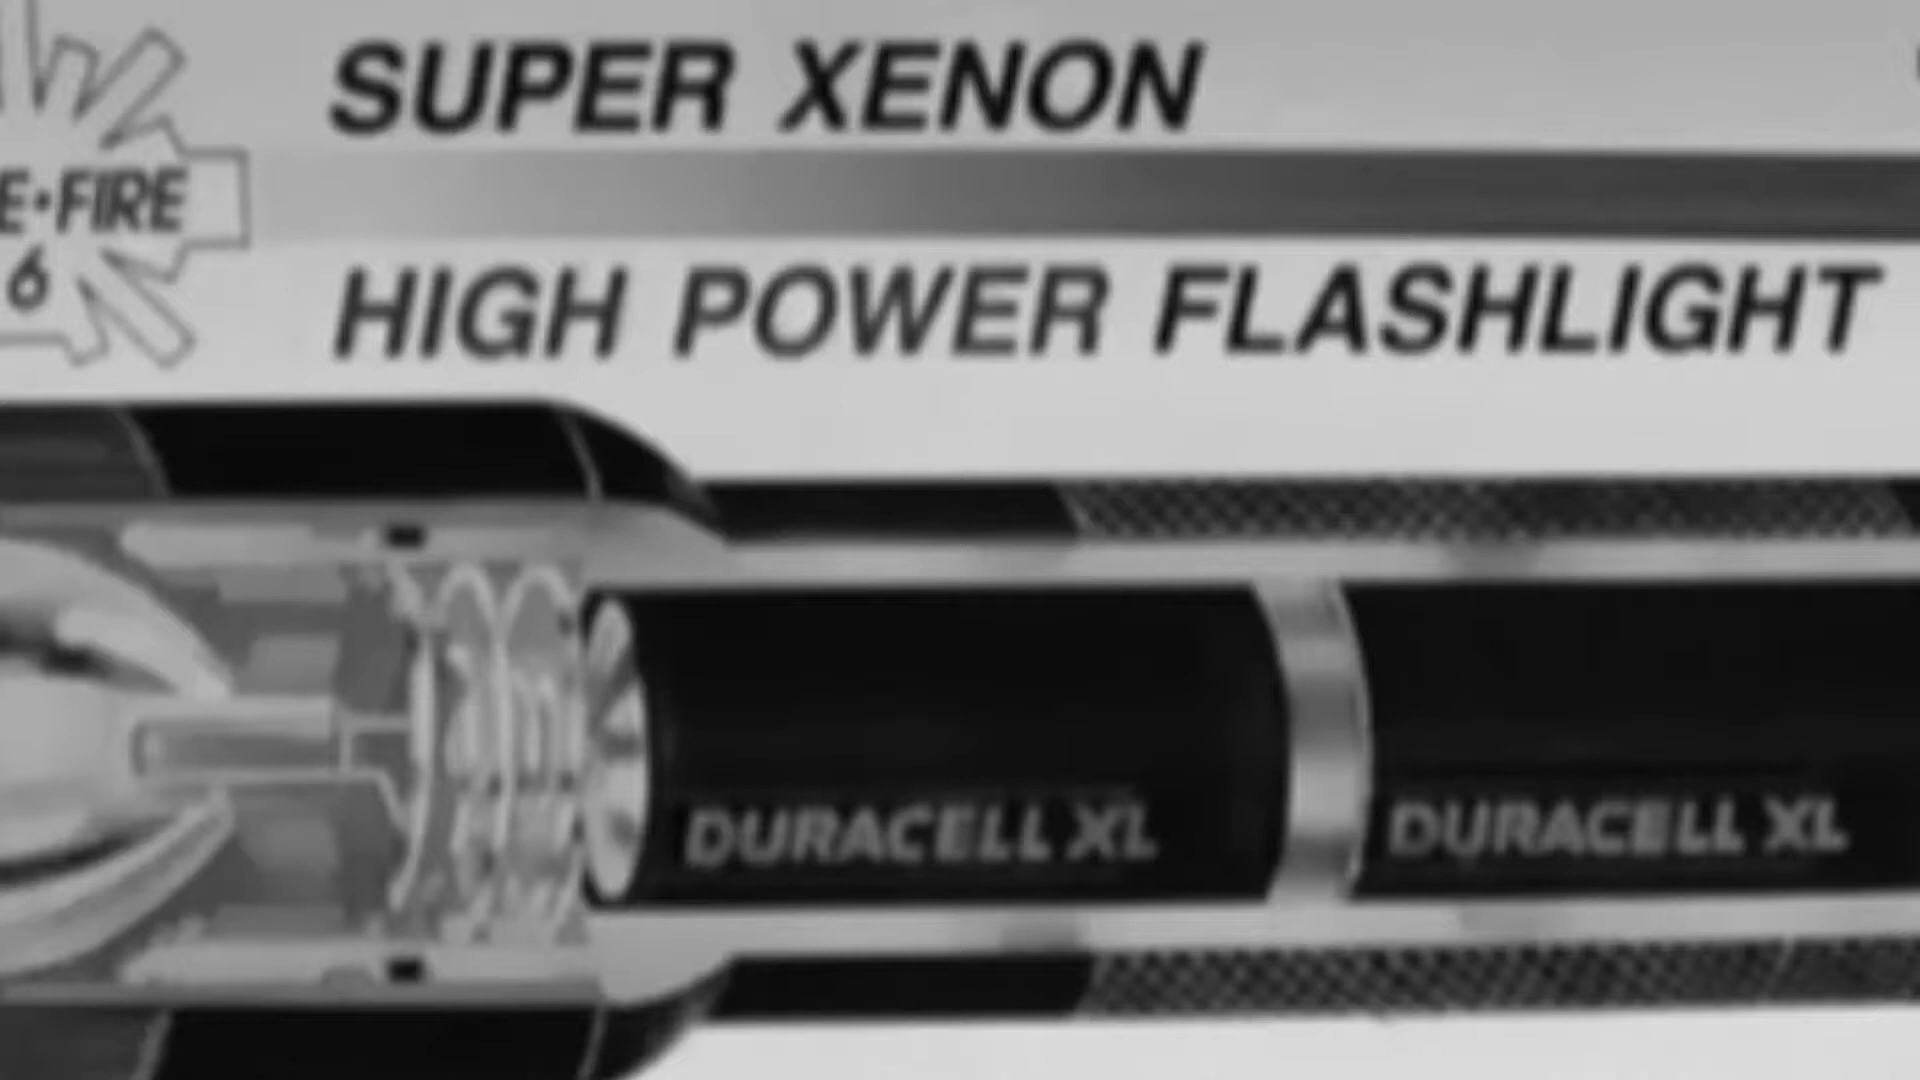 SUPER XENON
E•FIRE
6
HIGH POWER FLASHLIGHT
DURACELL XL
DURACELL XL